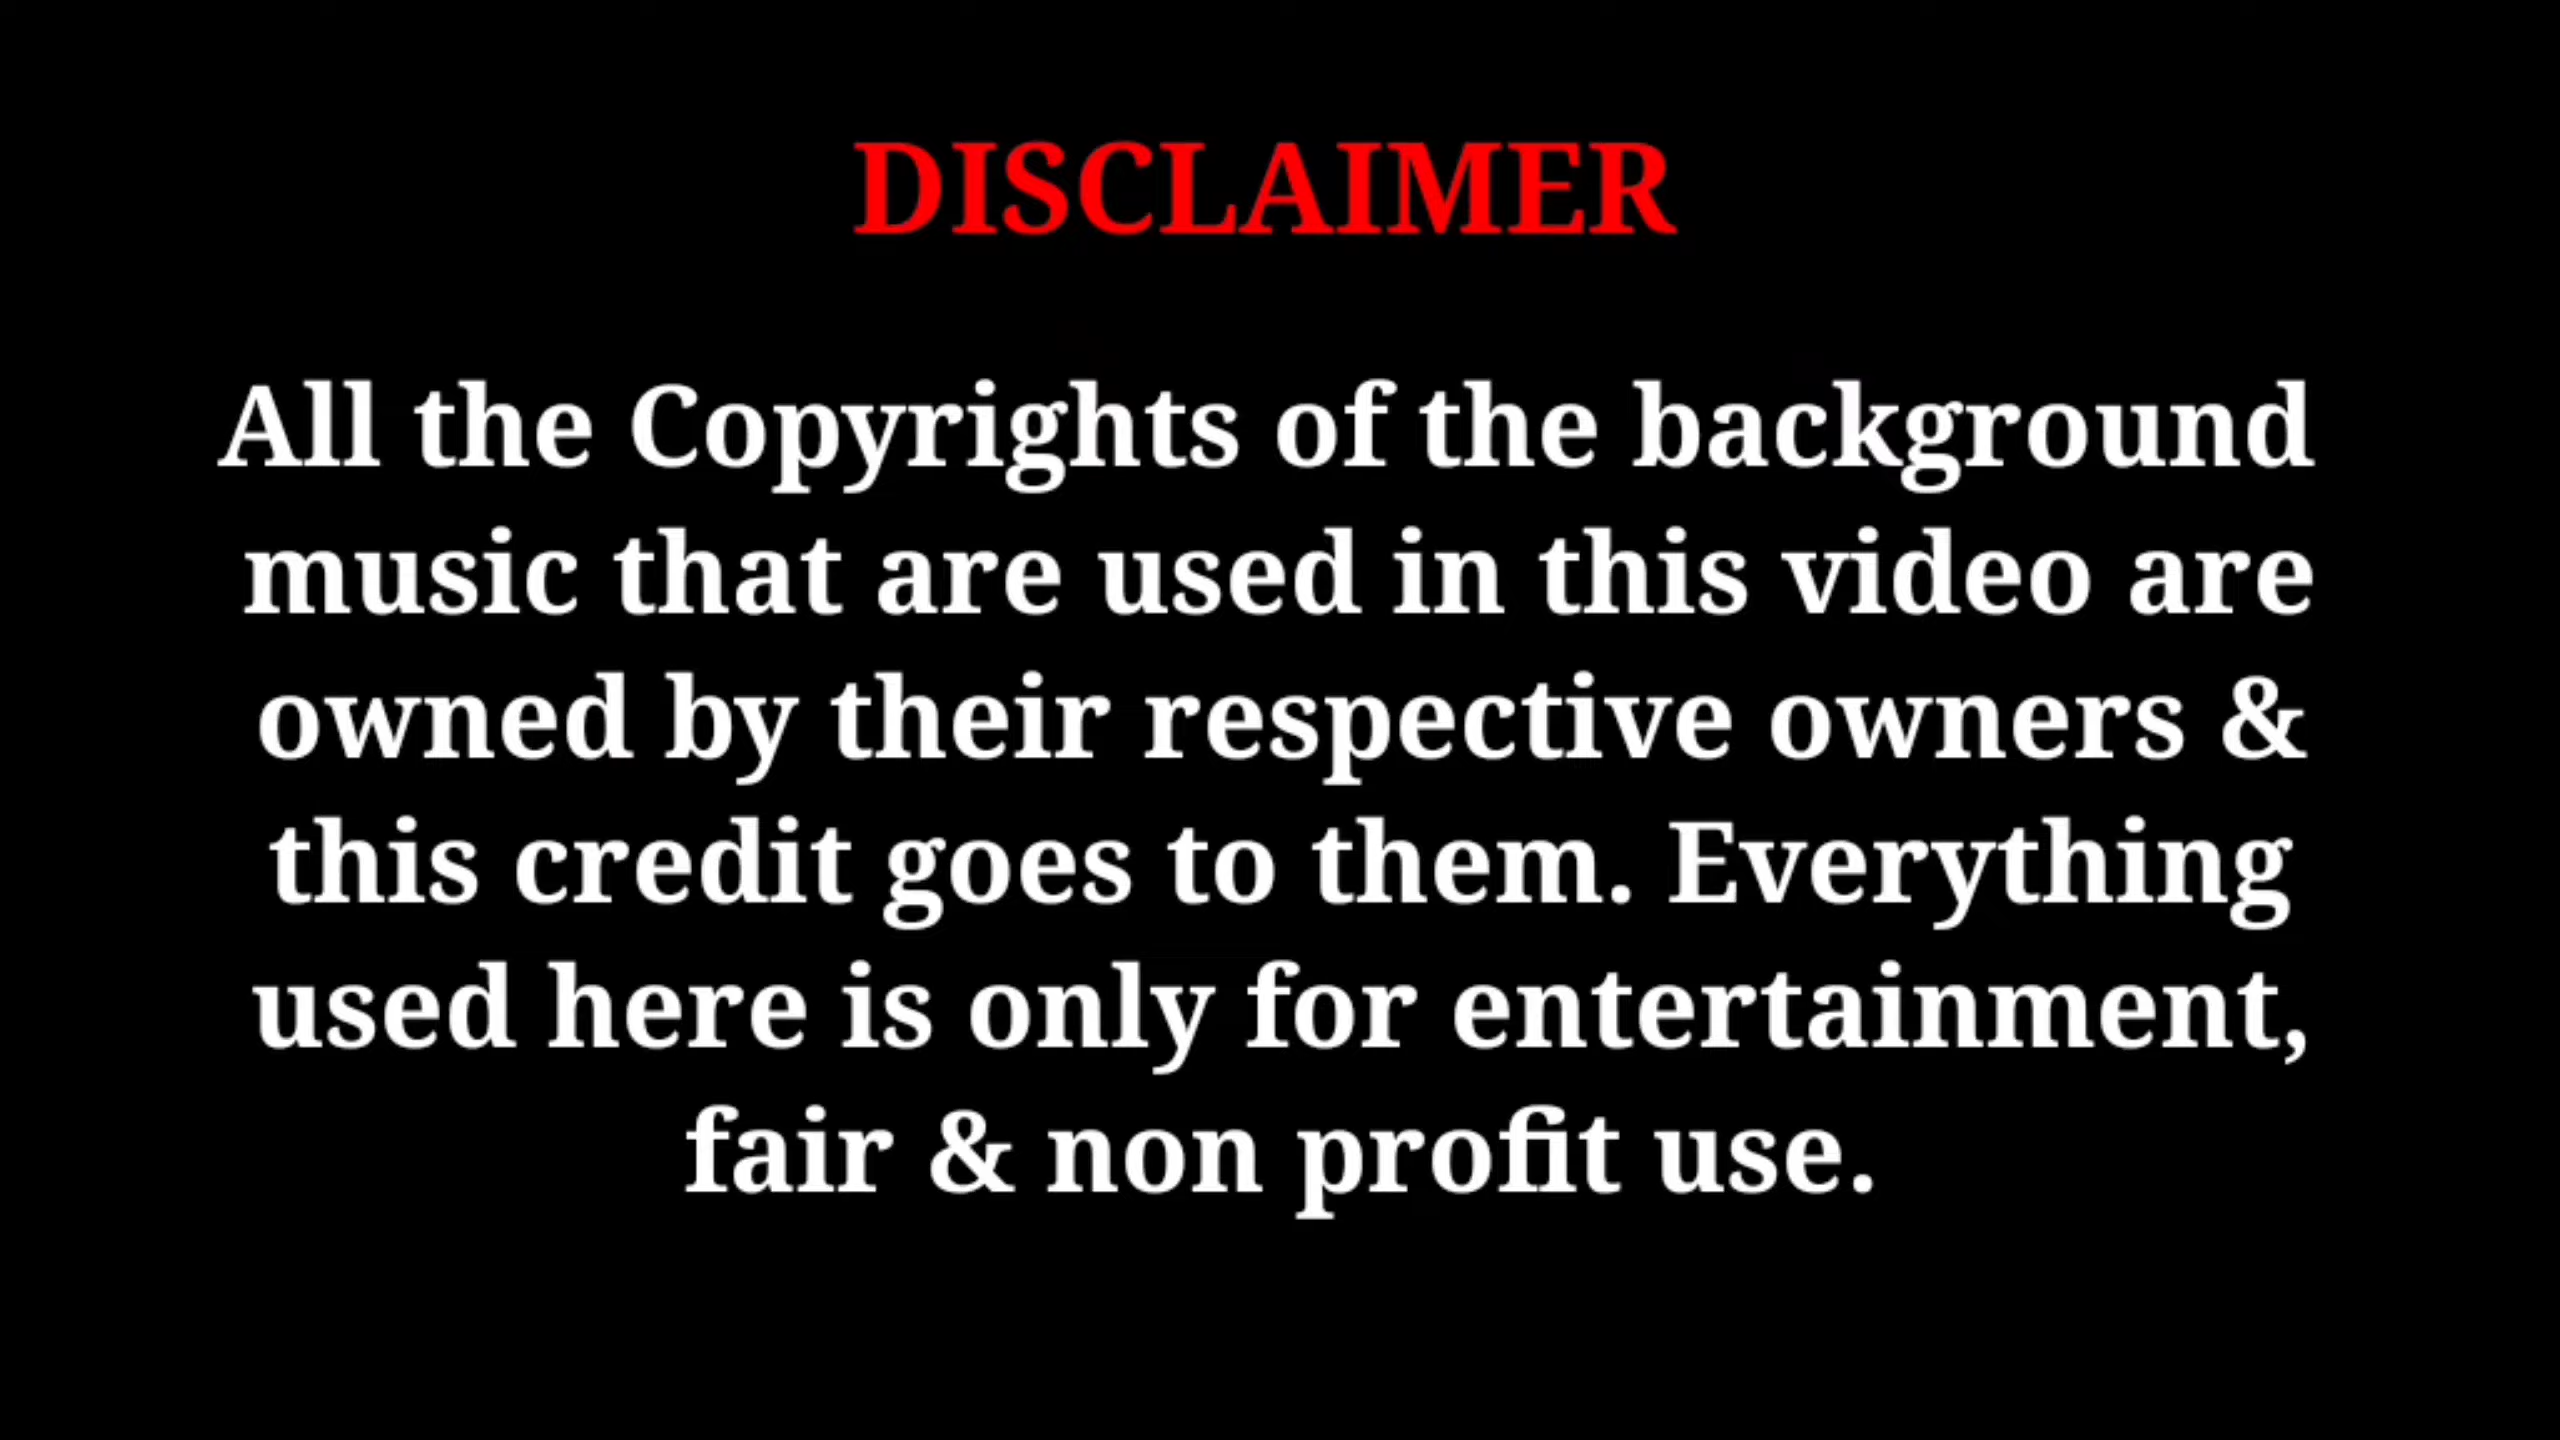 DISCLAIMER
All the Copyrights of the background
music that are used in this video are
owned by their respective owners &
this credit goes to them. Everything
used here is only for entertainment,
fair & non profit use.